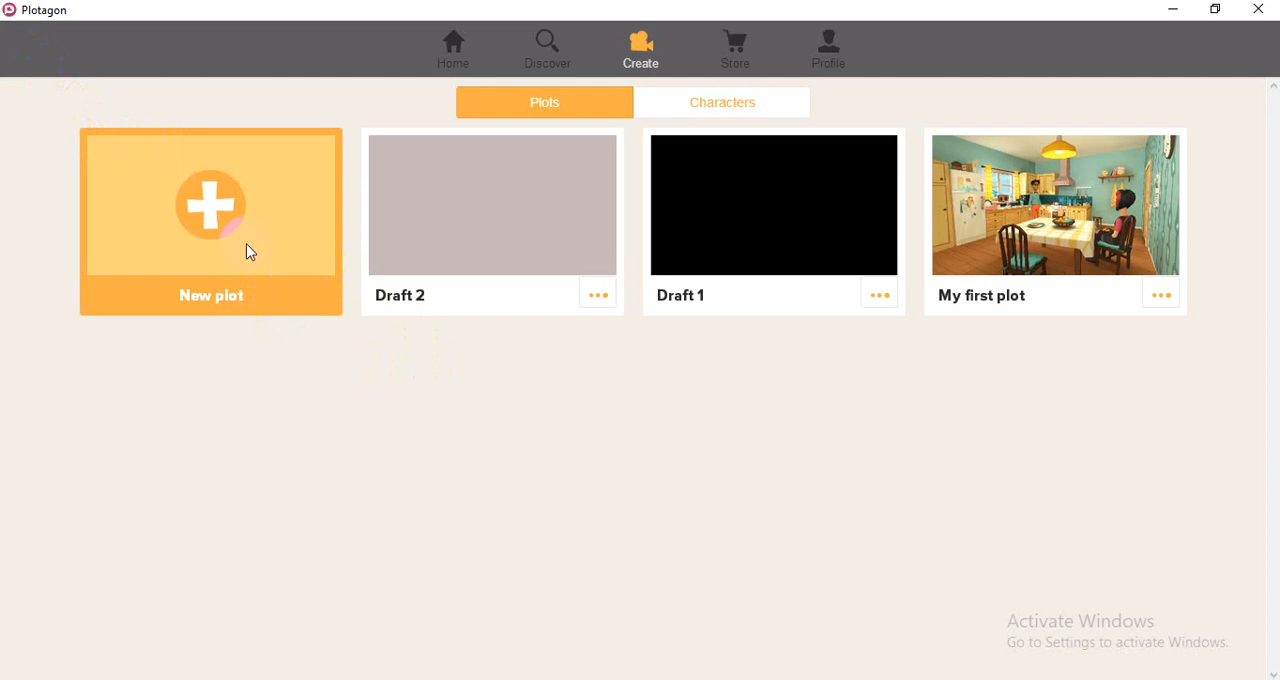 Plotagon
Home
Discover
Create
Store
Profile
Plots
Characters
New plot
Draft 2
Draft 1
My first plot
Activate Windows
Go to Settings to activate Windows.